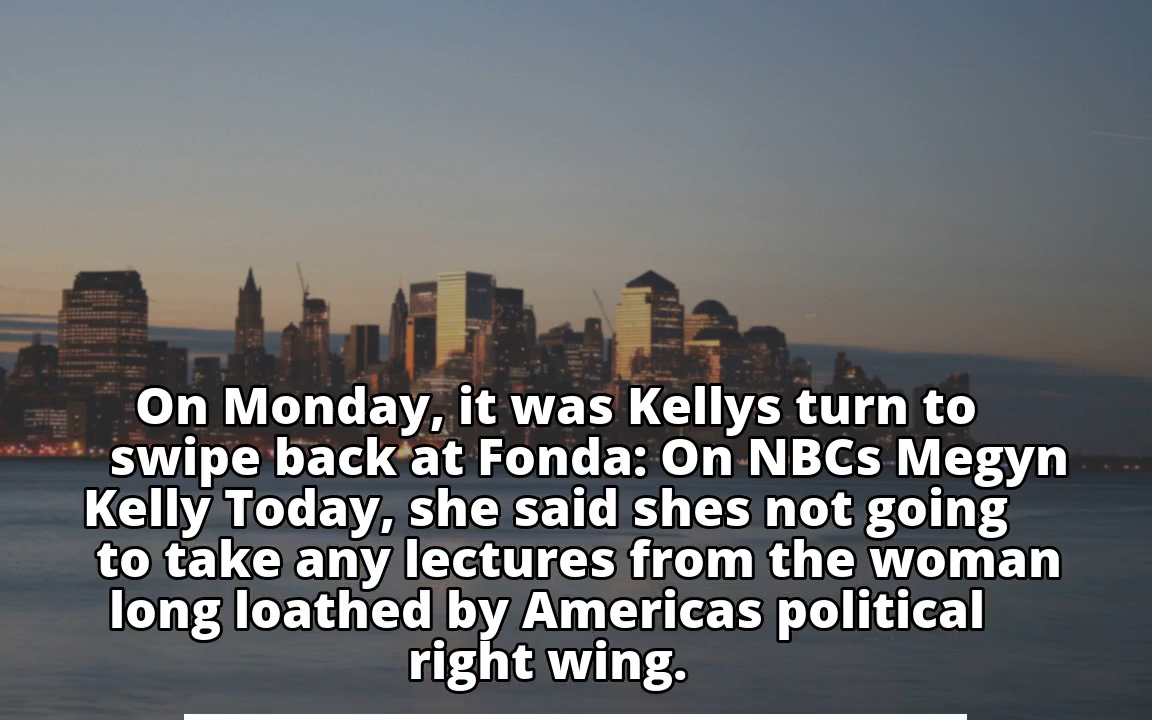 On Monday, it was Kellys turn to
swipe back at Fonda: On NBCs Megyn
Kelly Today, she said shes not going
to take any lectures from the woman
long loathed by Americas political
right wing.